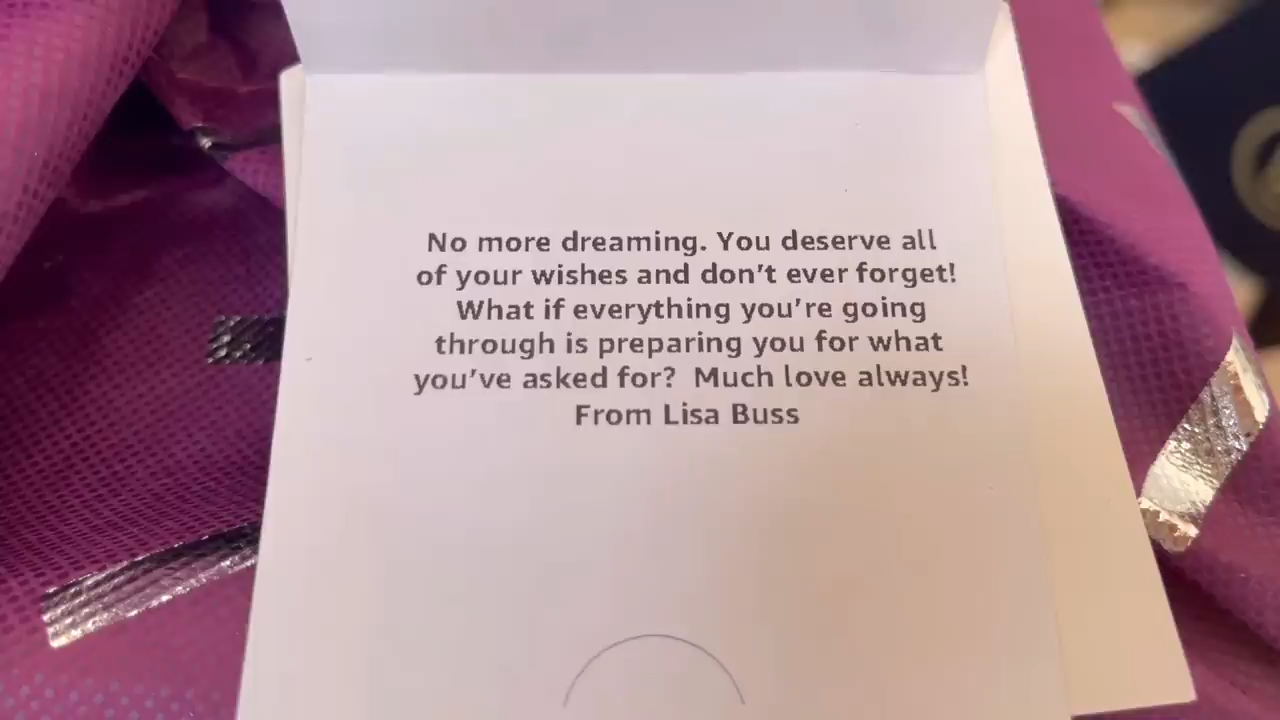 No more dreaming. You deserve all
of your wishes and don't ever forget!
What if everything you're going
through is preparing you for what
you've asked for?  Much love always!
From Lisa Buss